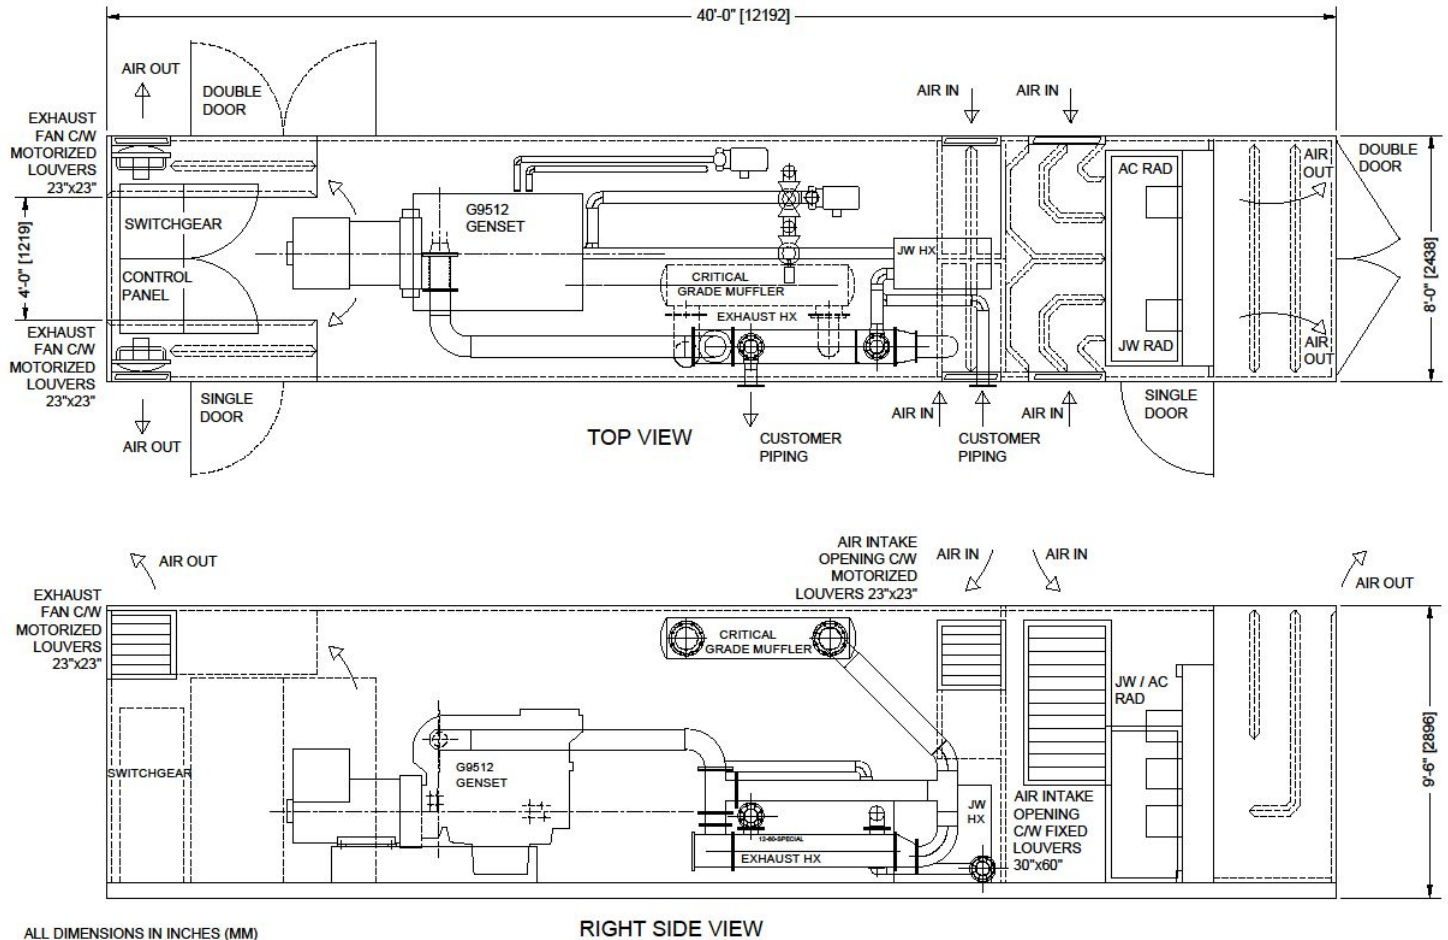 40'-0" [12192]
AIR OUT
DOUBLE
DOOR
AIR IN
AIR IN
EXHAUST
FAN C/W
MOTORIZED
LOUVERS
23"x23"
DOUBLE
DOOR
AIR
OUT
AC RAD
SWITCHGEAR
G9512
GENSET
4'-0" [1219]
8'-0" [2438]
JW HX
CONTROL
PANEL
CRITICAL
GRADE MUFFLER
EXHAUST HX
EXHAUST
FAN C/W
MOTORIZED
LOUVERS
23"x23"
JW RAD
AIR
OUT
SINGLE
DOOR
AIR IN
AIR IN
SINGLE
DOOR
AIR OUT
TOP VIEW
CUSTOMER
PIPING
CUSTOMER
PIPING
AIR OUT
AIR INTAKE
OPENING C/W
MOTORIZED
LOUVERS 23"x23"
AIR IN
AIR IN
AIR OUT
EXHAUST
FAN C/W
MOTORIZED
LOUVERS
23"x23"
CRITICAL
GRADE MUFFLER
JW / AC
RAD
9'-6" [2896]
SWITCHGEAR
G9512
GENSET
JW
HX
AIR INTAKE
OPENING
C/W FIXED
LOUVERS
30"x60"
12-80-SPECIAL
EXHAUST HX
ALL DIMENSIONS IN INCHES (MM)
RIGHT SIDE VIEW